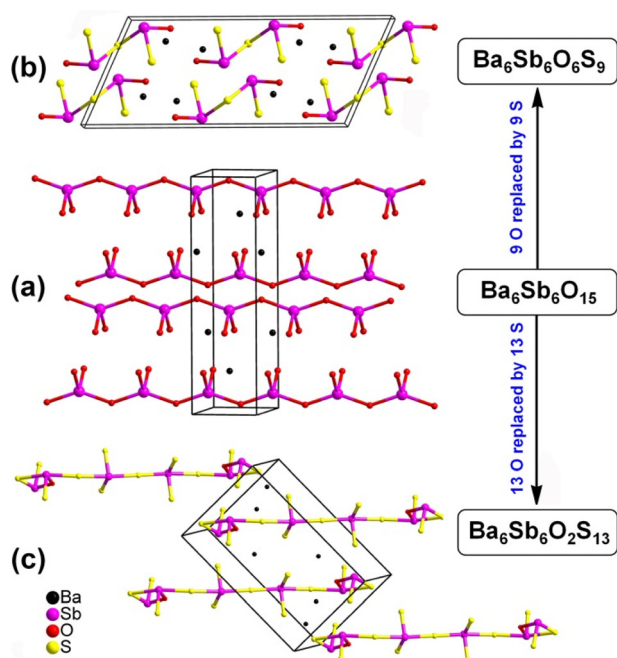 (b)
Ba₆Sb₆O₆S₉
9 O replaced by 9 S
(a)
Ba₆Sb₆O₁₅
13 O replaced by 13 S
(c)
Ba₆Sb₆O₂S₁₃
Ba
Sb
O
S